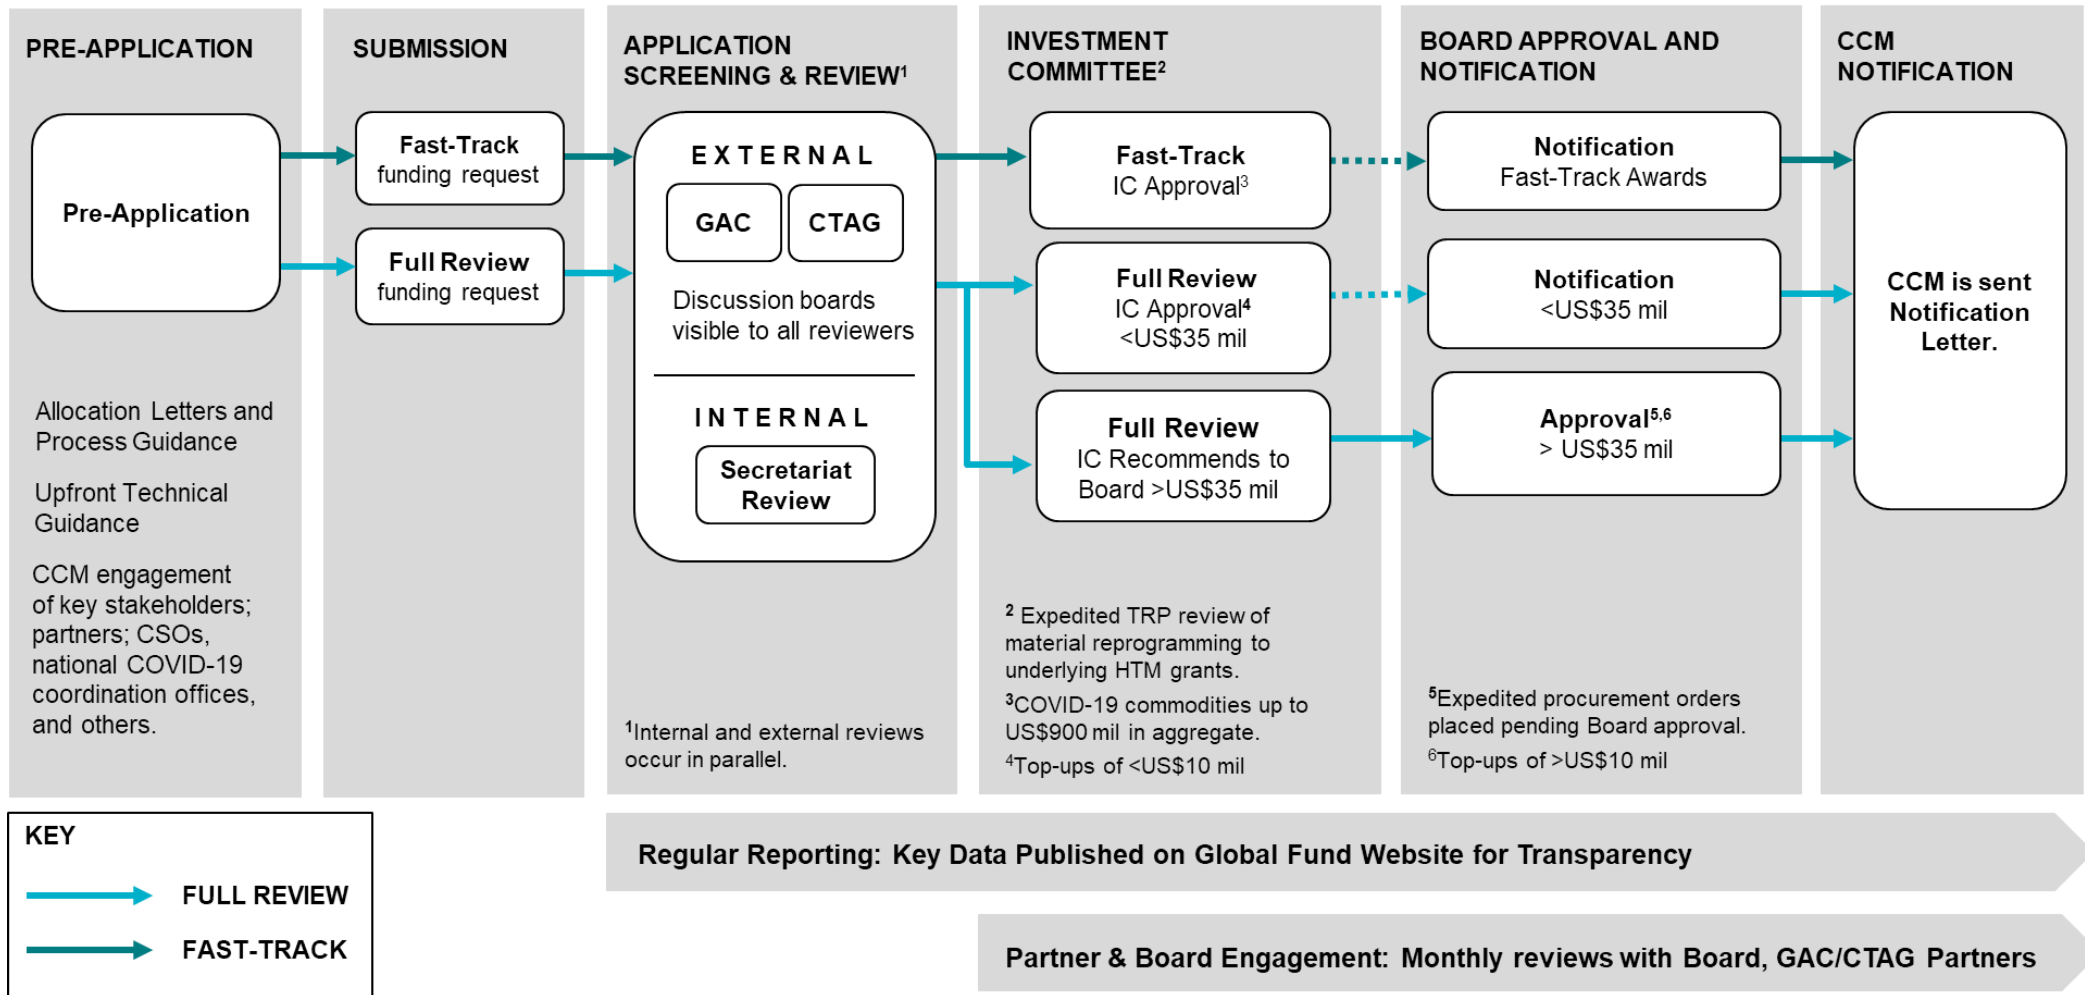 PRE-APPLICATION
Pre-Application
Allocation Letters and
Process Guidance
Upfront Technical
Guidance
CCM engagement
of key stakeholders;
partners; CSOs,
national COVID-19
coordination offices,
and others.
SUBMISSION
Fast-Track
funding request
Full Review
funding request
APPLICATION
SCREENING & REVIEW¹
EXTERNAL
GAC
CTAG
Discussion boards
visible to all reviewers
INTERNAL
Secretariat
Review
¹Internal and external reviews
occur in parallel.
INVESTMENT
COMMITTEE²
Fast-Track
IC Approval³
Full Review
IC Approval⁴
<US$35 mil
Full Review
IC Recommends to
Board >US$35 mil
² Expedited TRP review of
material reprogramming to
underlying HTM grants.
³COVID-19 commodities up to
US$900 mil in aggregate.
⁴Top-ups of <US$10 mil
BOARD APPROVAL AND
NOTIFICATION
Notification
Fast-Track Awards
Notification
<US$35 mil
Approval⁵,⁶
> US$35 mil
⁵Expedited procurement orders
placed pending Board approval.
⁶Top-ups of >US$10 mil
CCM
NOTIFICATION
CCM is sent
Notification
Letter.
KEY
FULL REVIEW
FAST-TRACK
Regular Reporting: Key Data Published on Global Fund Website for Transparency
Partner & Board Engagement: Monthly reviews with Board, GAC/CTAG Partners